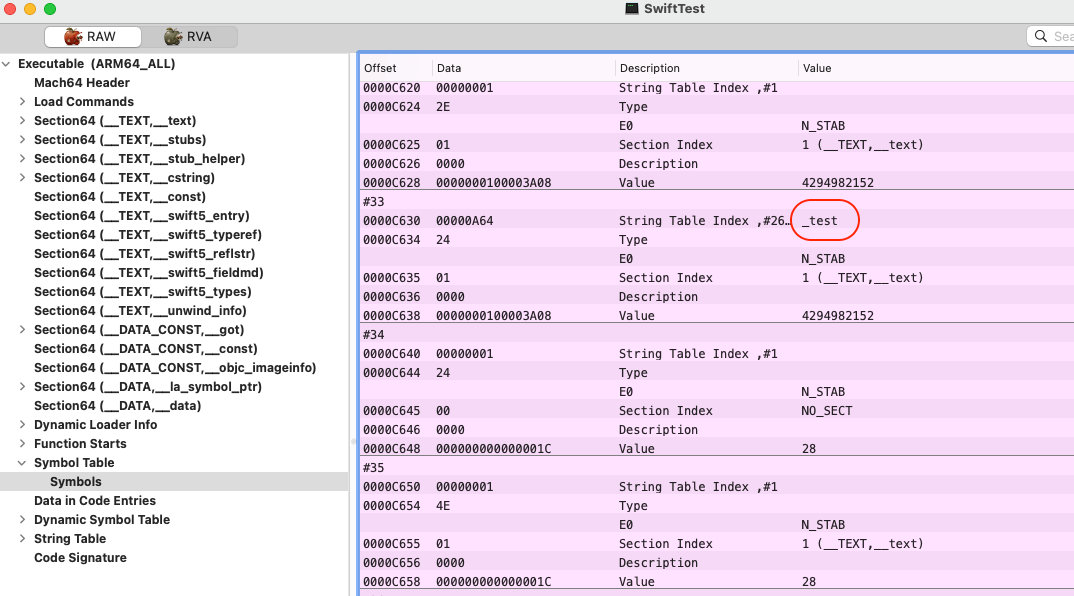 SwiftTest
RAW RVA Sea
Executable (ARM64_ALL)
Mach64 Header
Load Commands
Section64 (__TEXT,__text)
Section64 (__TEXT,__stubs)
Section64 (__TEXT,__stub_helper)
Section64 (__TEXT,__cstring)
Section64 (__TEXT,__const)
Section64 (__TEXT,__swift5_entry)
Section64 (__TEXT,__swift5_typeref)
Section64 (__TEXT,__swift5_reflstr)
Section64 (__TEXT,__swift5_fieldmd)
Section64 (__TEXT,__swift5_types)
Section64 (__TEXT,__unwind_info)
Section64 (__DATA_CONST,__got)
Section64 (__DATA_CONST,__const)
Section64 (__DATA_CONST,__objc_imageinfo)
Section64 (__DATA,__la_symbol_ptr)
Section64 (__DATA,__data)
Dynamic Loader Info
Function Starts
Symbol Table
Symbols
Data in Code Entries
Dynamic Symbol Table
String Table
Code Signature
Offset Data Description Value
0000C620 00000001 String Table Index ,#1
0000C624 2E Type
E0 N_STAB
0000C625 01 Section Index 1 (__TEXT,__text)
0000C626 0000 Description
0000C628 0000000100003A08 Value 4294982152
#33
0000C630 00000A64 String Table Index ,#26… _test
0000C634 24 Type
E0 N_STAB
0000C635 01 Section Index 1 (__TEXT,__text)
0000C636 0000 Description
0000C638 0000000100003A08 Value 4294982152
#34
0000C640 00000001 String Table Index ,#1
0000C644 24 Type
E0 N_STAB
0000C645 00 Section Index NO_SECT
0000C646 0000 Description
0000C648 000000000000001C Value 28
#35
0000C650 00000001 String Table Index ,#1
0000C654 4E Type
E0 N_STAB
0000C655 01 Section Index 1 (__TEXT,__text)
0000C656 0000 Description
0000C658 000000000000001C Value 28